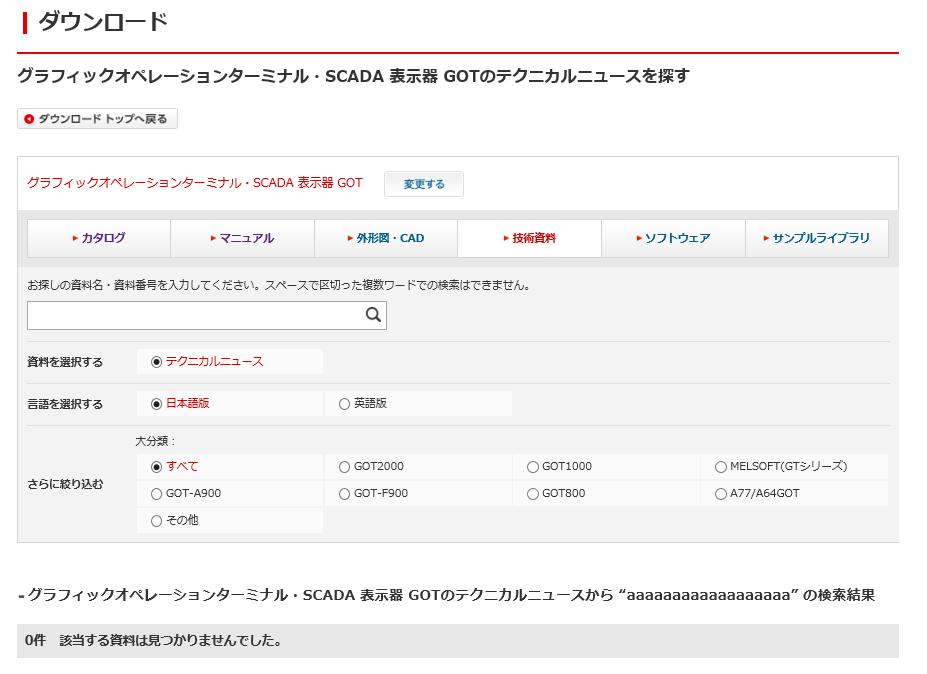 ダウンロード
グラフィックオペレーションターミナル・SCADA 表示器 GOTのテクニカルニュースを探す
ダウンロード トップへ戻る
グラフィックオペレーションターミナル・SCADA 表示器 GOT 変更する
カタログ マニュアル 外形図・CAD 技術資料 ソフトウェア サンプルライブラリ
お探しの資料名・資料番号を入力してください。スペースで区切った複数ワードでの検索はできません。
資料を選択する テクニカルニュース
言語を選択する 日本語版 英語版
大分類：
すべて GOT2000 GOT1000 MELSOFT(GTシリーズ)
さらに絞り込む
GOT-A900 GOT-F900 GOT800 A77/A64GOT
その他
- グラフィックオペレーションターミナル・SCADA 表示器 GOTのテクニカルニュースから “aaaaaaaaaaaaaaaaaa” の検索結果
0件 該当する資料は見つかりませんでした。